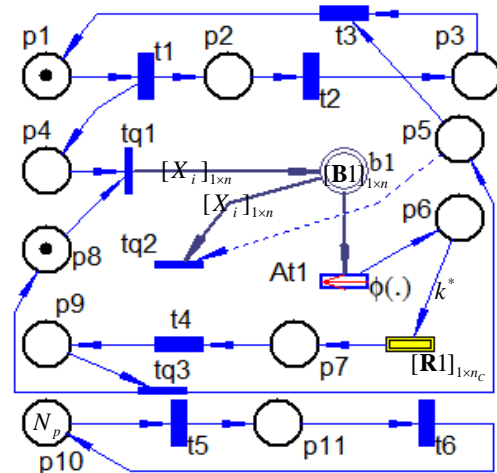 p1 t1 p2 t3 p3
t2
p4 tq1 p5
[X_i]_{1×n} [B1]_{1×n} b1
[X_i]_{1×n} p6
p8 tq2 At1 ϕ(.) k*
p9 t4
tq3 p7 [R1]_{1×n_C}
N_p
p10 t5 p11 t6